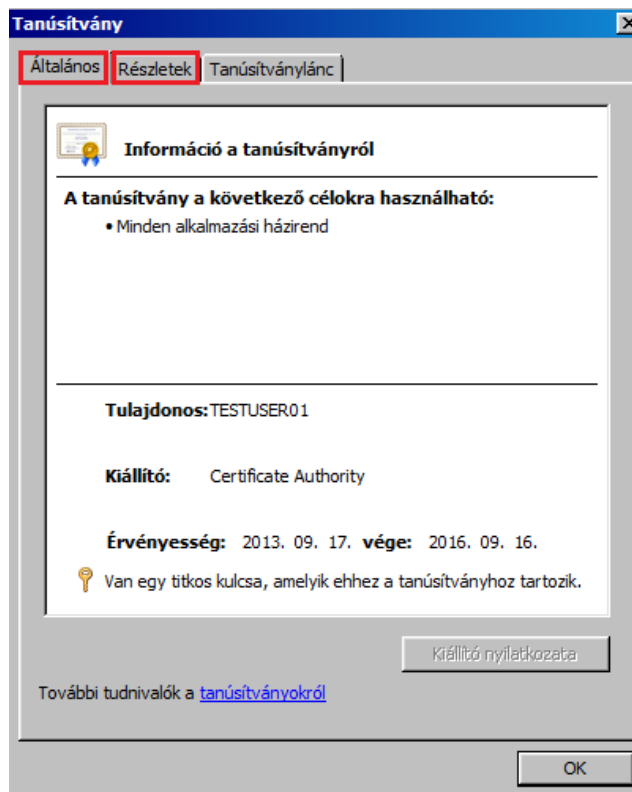 Tanúsítvány
Általános Részletek Tanúsítványlánc
Információ a tanúsítványról
A tanúsítvány a következő célokra használható:
• Minden alkalmazási házirend
Tulajdonos: TESTUSER01
Kiállító: Certificate Authority
Érvényesség: 2013. 09. 17. vége: 2016. 09. 16.
Van egy titkos kulcsa, amelyik ehhez a tanúsítványhoz tartozik.
Kiállító nyilatkozata
További tudnivalók a tanúsítványokról
OK